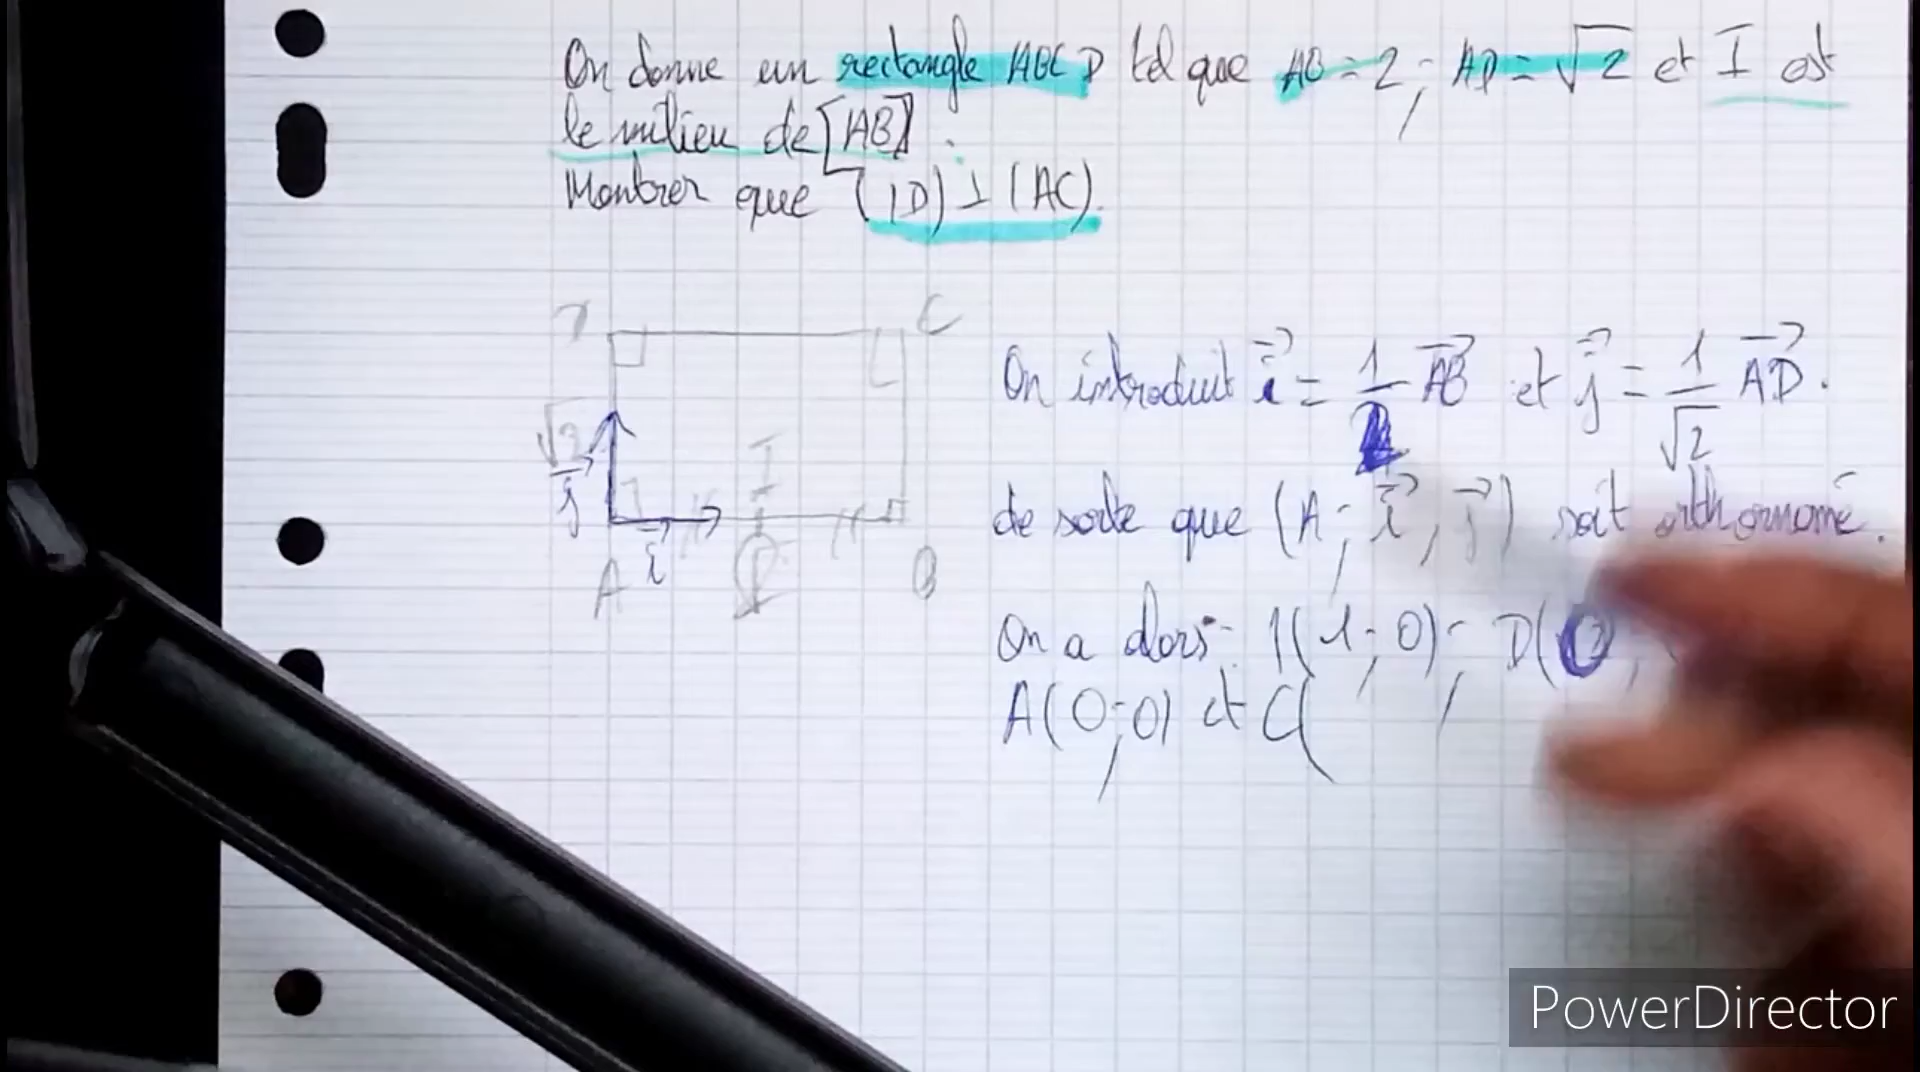 On donne un rectangle ABCD tel que AB = 2 ; AD = √2 et I est
le milieu de [AB].
Montrer que (ID) ⊥ (AC).
D C
√2
I
j
A i I B
On introduit i⃗ = 1/2 AB⃗ et j⃗ = 1/√2 AD⃗.
de sorte que (A; i⃗, j⃗) soit orthormé.
On a alors : I(1; 0); D(0;
A(0;0) et C(
PowerDirector